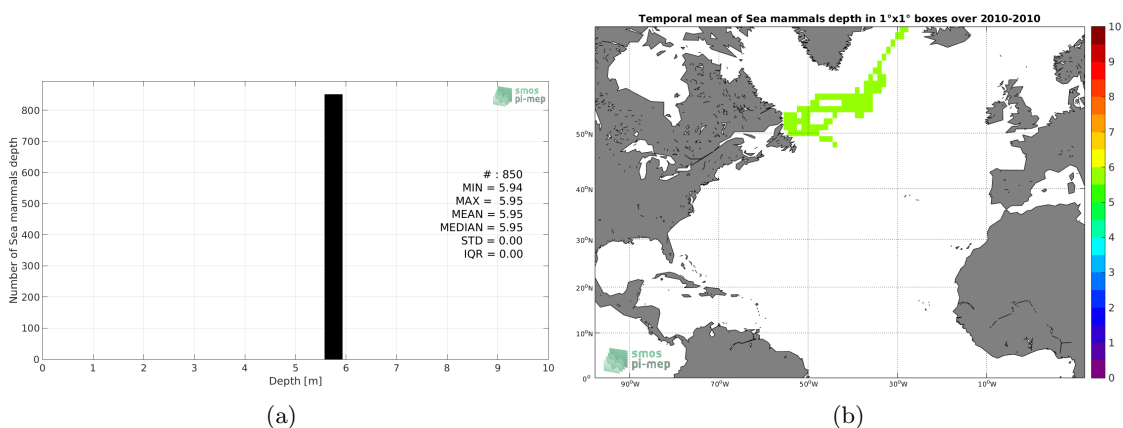 smos
pi-mep
Number of Sea mammals depth
800
700
600
500
400
300
200
100
0
# : 850
MIN = 5.94
MAX = 5.95
MEAN = 5.95
MEDIAN = 5.95
STD = 0.00
IQR = 0.00
0 1 2 3 4 5 6 7 8 9 10
Depth [m]
(a)
Temporal mean of Sea mammals depth in 1°x1° boxes over 2010-2010
50°N
40°N
30°N
20°N
10°N
0°
90°W 70°W 50°W 30°W 10°W
smos
pi-mep
10
9
8
7
6
5
4
3
2
1
0
(b)